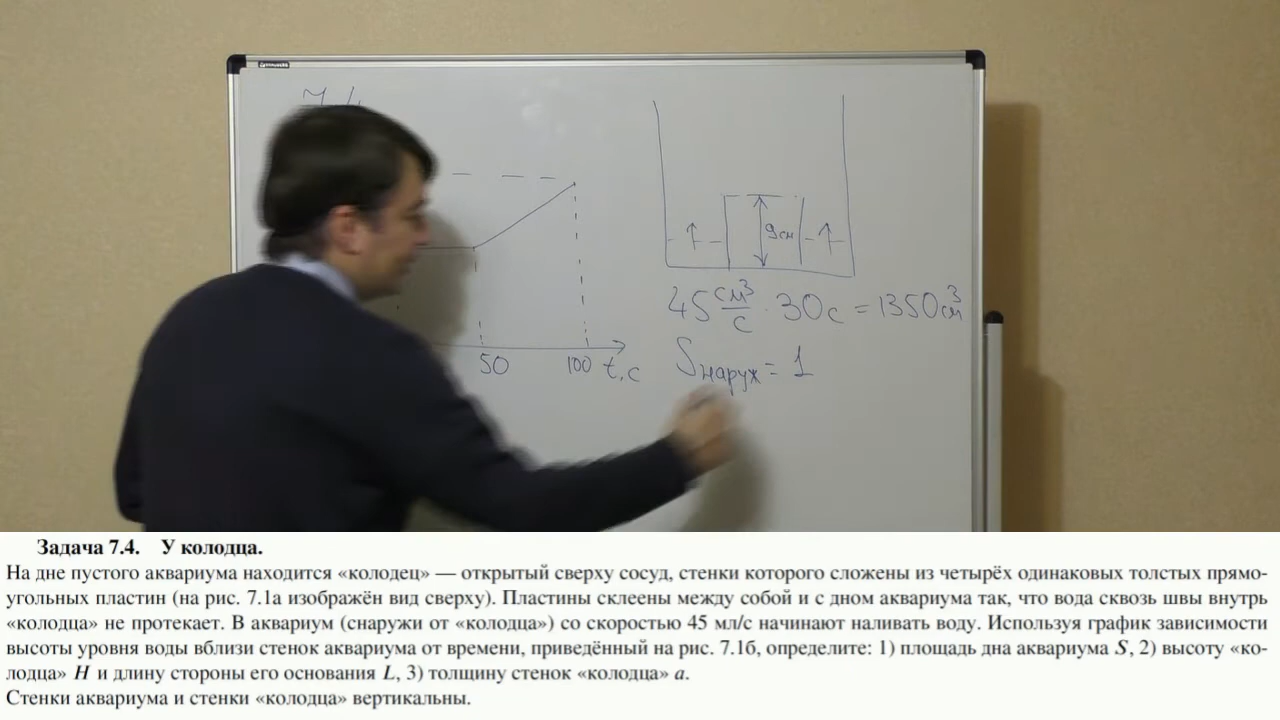 7.4
9см
45 см³/с · 30с = 1350см³
Sнаруж = 1
50 100 t,c
Задача 7.4. У колодца.
На дне пустого аквариума находится «колодец» — открытый сверху сосуд, стенки которого сложены из четырёх одинаковых толстых прямо-
угольных пластин (на рис. 7.1а изображён вид сверху). Пластины склеены между собой и с дном аквариума так, что вода сквозь швы внутрь
«колодца» не протекает. В аквариум (снаружи от «колодца») со скоростью 45 мл/с начинают наливать воду. Используя график зависимости
высоты уровня воды вблизи стенок аквариума от времени, приведённый на рис. 7.1б, определите: 1) площадь дна аквариума S, 2) высоту «ко-
лодца» H и длину стороны его основания L, 3) толщину стенок «колодца» a.
Стенки аквариума и стенки «колодца» вертикальны.